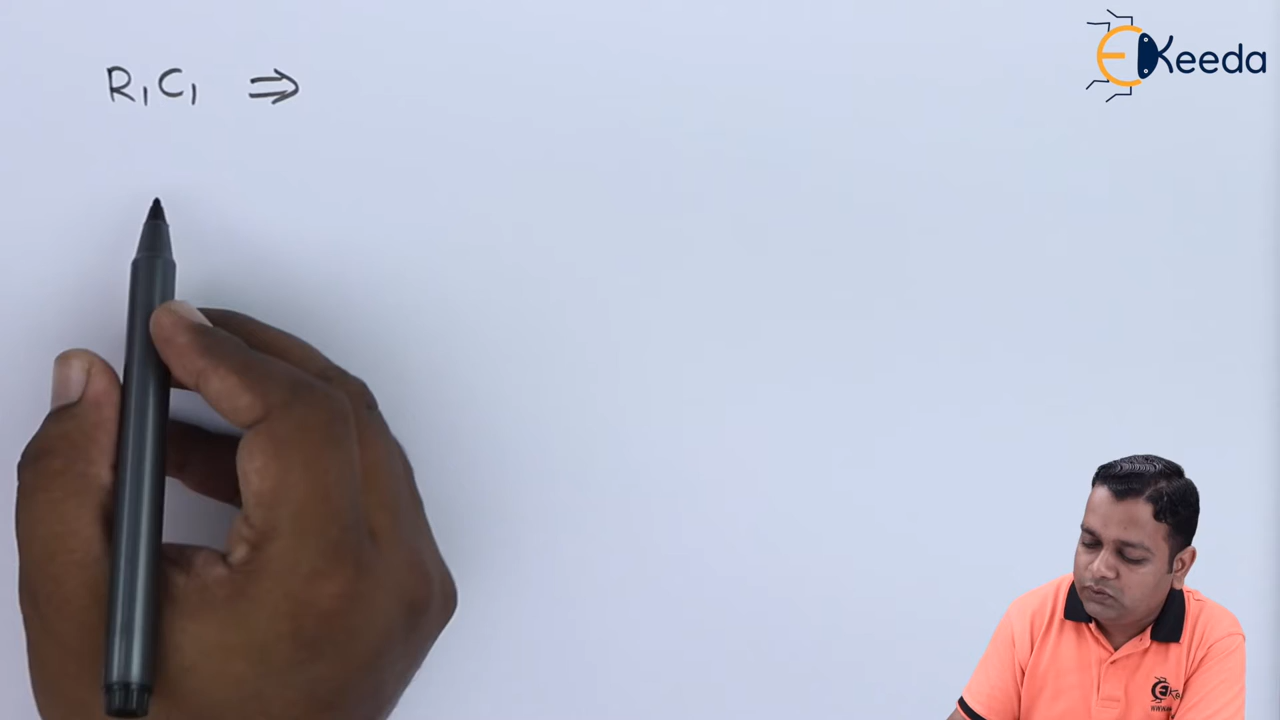 R₁C₁ ⇒
EKeeda